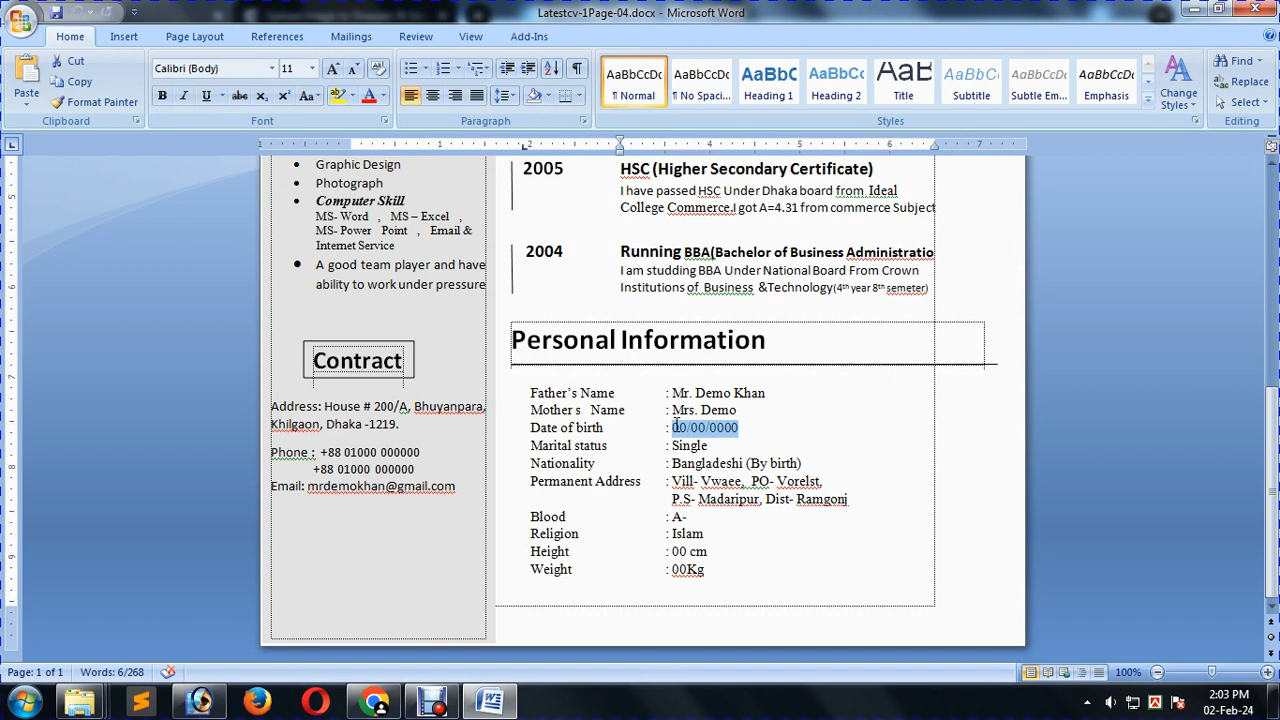 Latestcv-1Page-04.docx - Microsoft Word
Home Insert Page Layout References Mailings Review View Add-Ins
Paste
Cut
Copy
Format Painter
Clipboard
Calibri (Body) 11
Font
Paragraph
AaBbCcDc AaBbCcDc AaBbC AaBbCc AaB AaBbCc. AaBbCcDc AaBbCcDc
¶ Normal ¶ No Spaci... Heading 1 Heading 2 Title Subtitle Subtle Em... Emphasis
Change
Styles
Styles
Find
Replace
Select
Editing
1 1 2 3 4 5 6 7
Graphic Design
Photograph
Computer Skill
MS- Word , MS – Excel ,
MS- Power Point , Email &
Internet Service
A good team player and have
ability to work under pressure
Contract
Address: House # 200/A, Bhuyanpara,
Khilgaon, Dhaka -1219.
Phone : +88 01000 000000
+88 01000 000000
Email: mrdemokhan@gmail.com
2005 HSC (Higher Secondary Certificate)
I have passed HSC Under Dhaka board from Ideal
College Commerce.I got A=4.31 from commerce Subject
2004 Running BBA(Bachelor of Business Administratio
I am studding BBA Under National Board From Crown
Institutions of Business &Technology(4th year 8th semeter)
Personal Information
Father's Name : Mr. Demo Khan
Mother s Name : Mrs. Demo
Date of birth : 00/00/0000
Marital status : Single
Nationality : Bangladeshi (By birth)
Permanent Address : Vill- Vwaee, PO- Vorelst,
P.S- Madaripur, Dist- Ramgonj
Blood : A-
Religion : Islam
Height : 00 cm
Weight : 00Kg
Page: 1 of 1 Words: 6/268 100%
2:03 PM
02-Feb-24